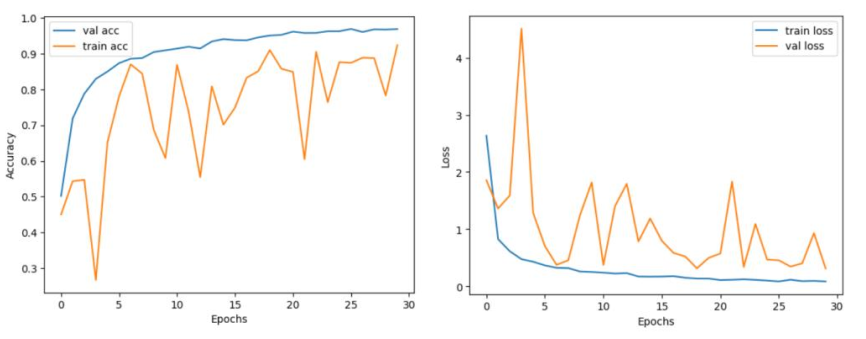 val acc
train acc
1.0
0.9
0.8
0.7
0.6
0.5
0.4
0.3
Accuracy
0 5 10 15 20 25 30
Epochs
train loss
val loss
4
3
2
1
0
Loss
0 5 10 15 20 25 30
Epochs